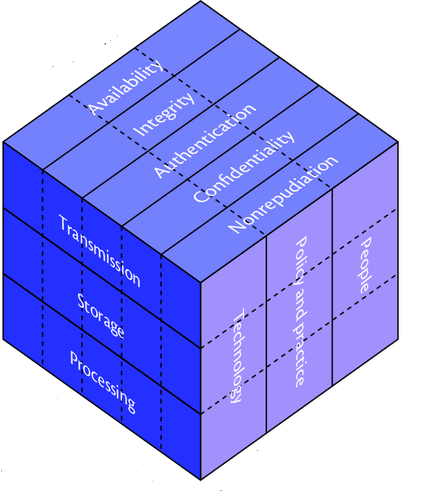 Availability
Integrity
Authentication
Confidentiality
Nonrepudiation
Transmission
Storage
Processing
Technology
Policy and practice
People